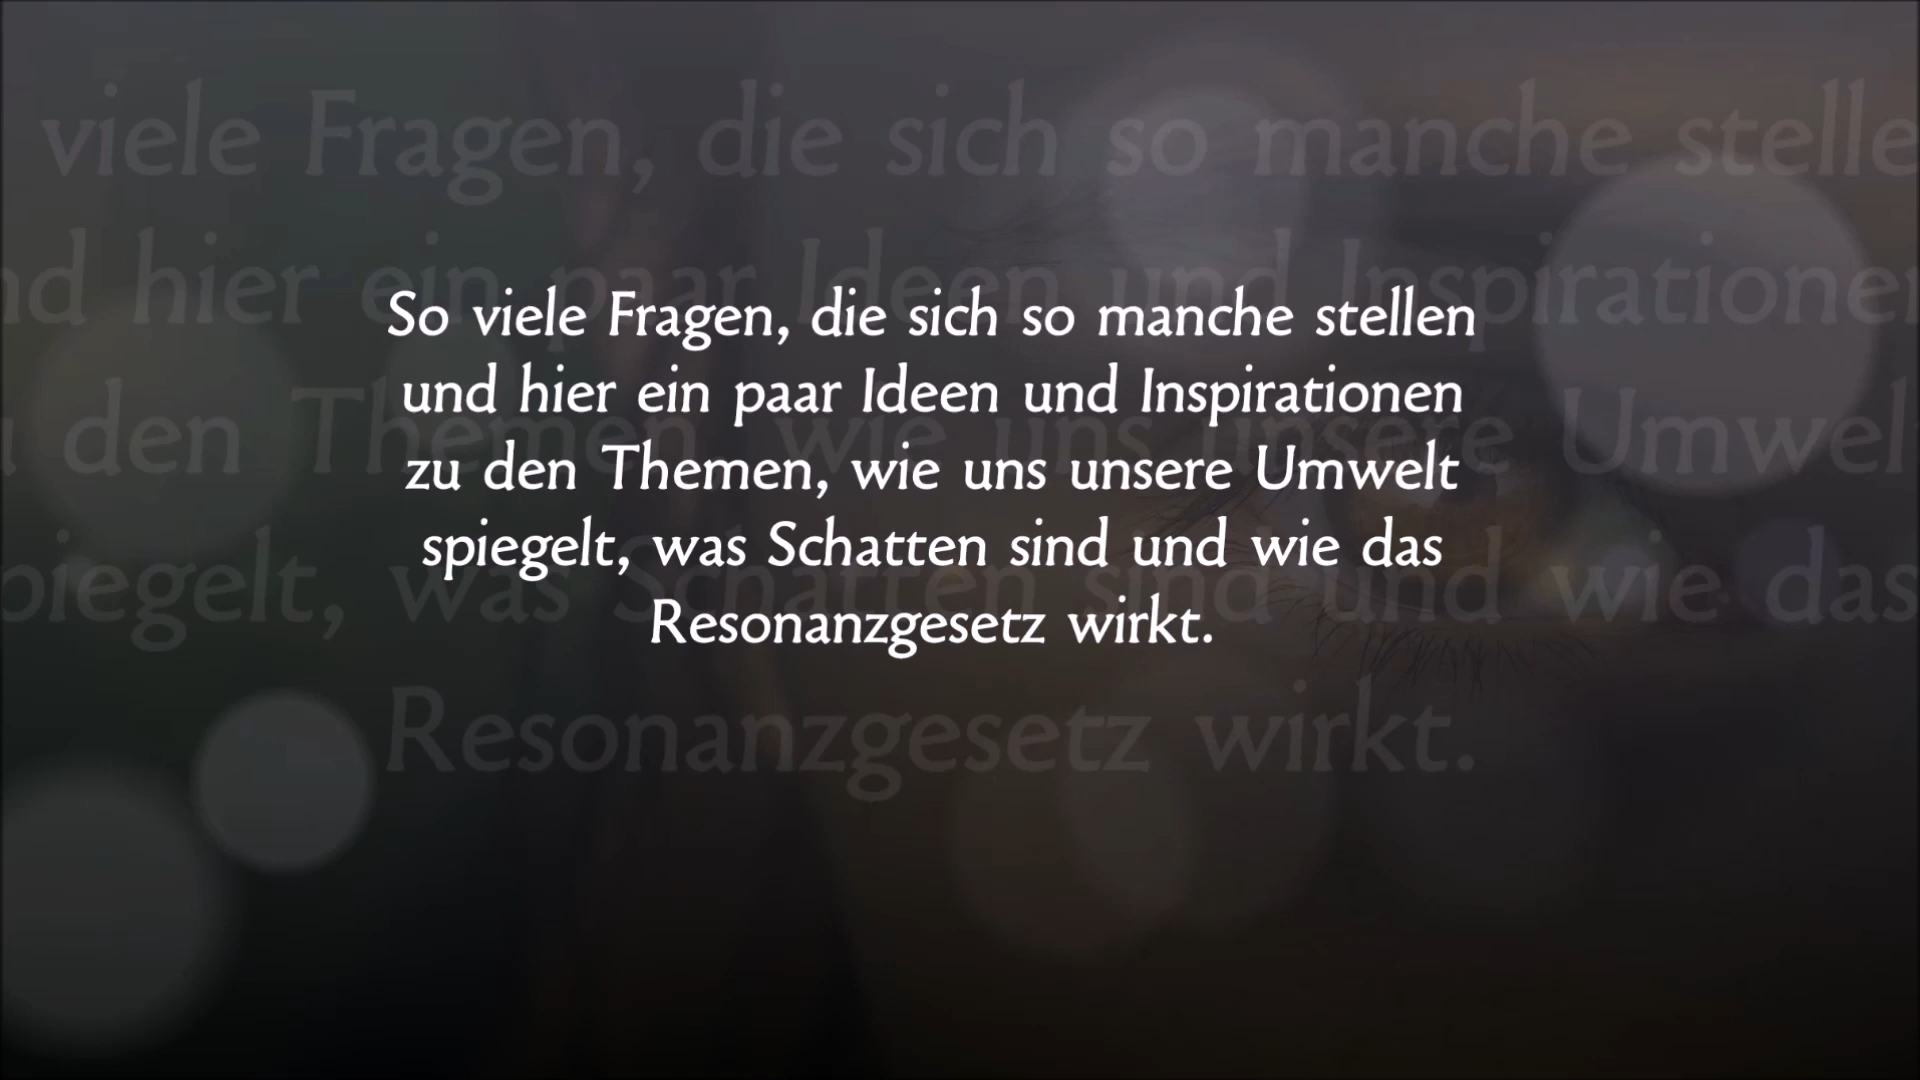 So viele Fragen, die sich so manche stellen
und hier ein paar Ideen und Inspirationen
zu den Themen, wie uns unsere Umwelt
spiegelt, was Schatten sind und wie das
Resonanzgesetz wirkt.